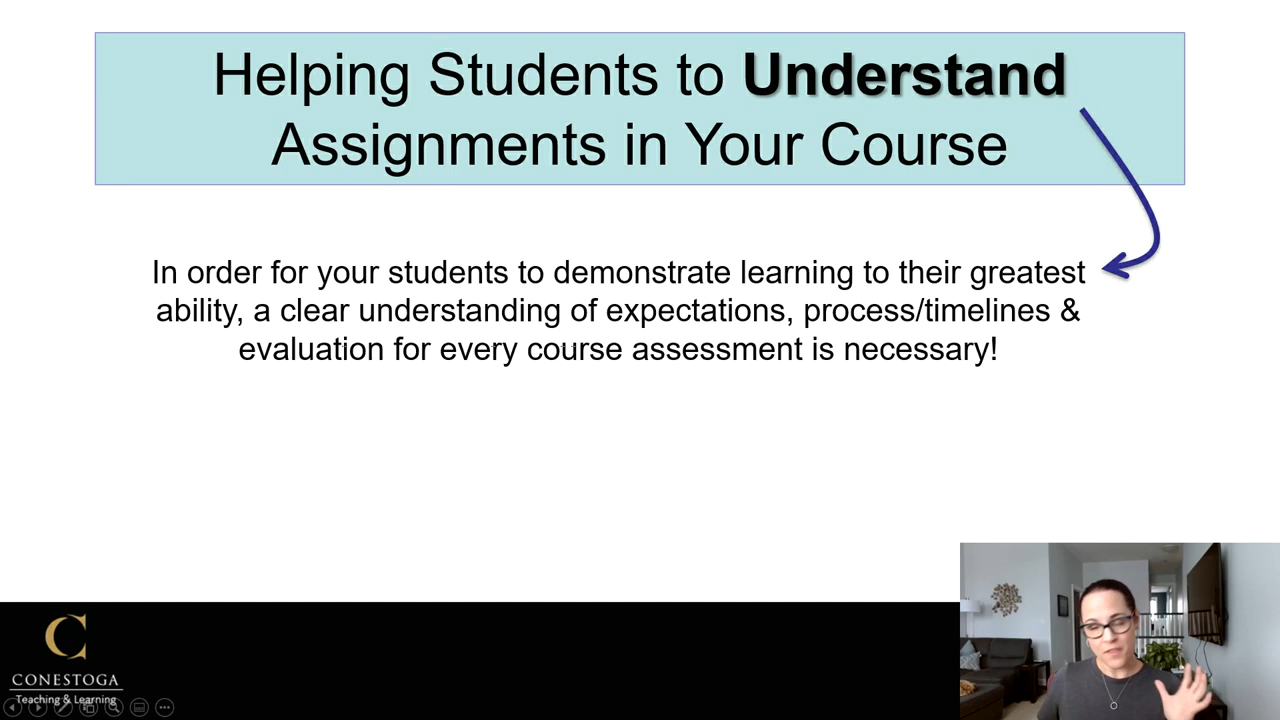 Helping Students to Understand
Assignments in Your Course
In order for your students to demonstrate learning to their greatest
ability, a clear understanding of expectations, process/timelines &
evaluation for every course assessment is necessary!
C
CONESTOGA
Teaching & Learning